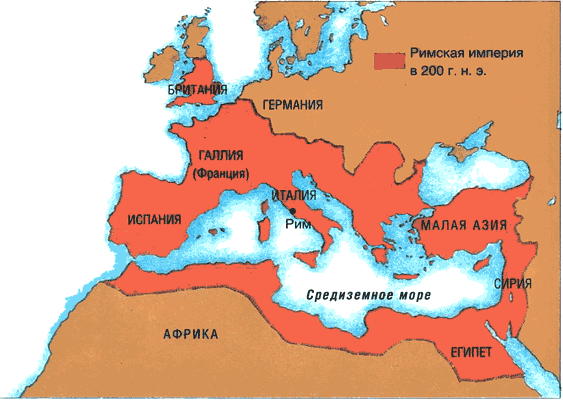 Римская империя
в 200 г. н. э.
БРИТАНИЯ
ГЕРМАНИЯ
ГАЛЛИЯ
(Франция)
ИТАЛИЯ
Рим
ИСПАНИЯ
МАЛАЯ АЗИЯ
СИРИЯ
Средиземное море
АФРИКА
ЕГИПЕТ